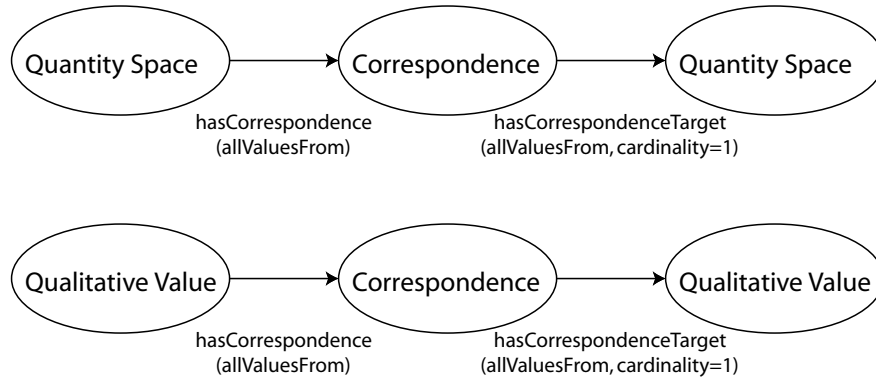 Quantity Space
Correspondence
Quantity Space
hasCorrespondence
(allValuesFrom)
hasCorrespondenceTarget
(allValuesFrom, cardinality=1)
Qualitative Value
Correspondence
Qualitative Value
hasCorrespondence
(allValuesFrom)
hasCorrespondenceTarget
(allValuesFrom, cardinality=1)